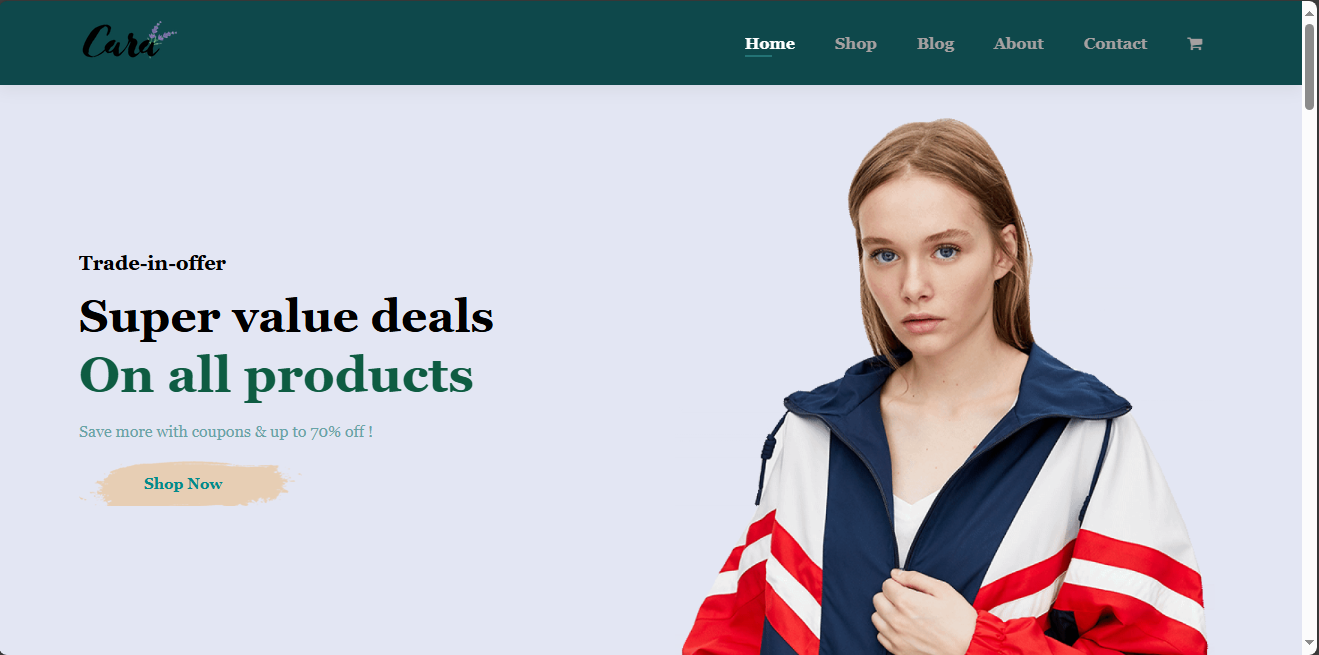 Cara
Home Shop Blog About Contact
Trade-in-offer
Super value deals
On all products
Save more with coupons & up to 70% off !
Shop Now